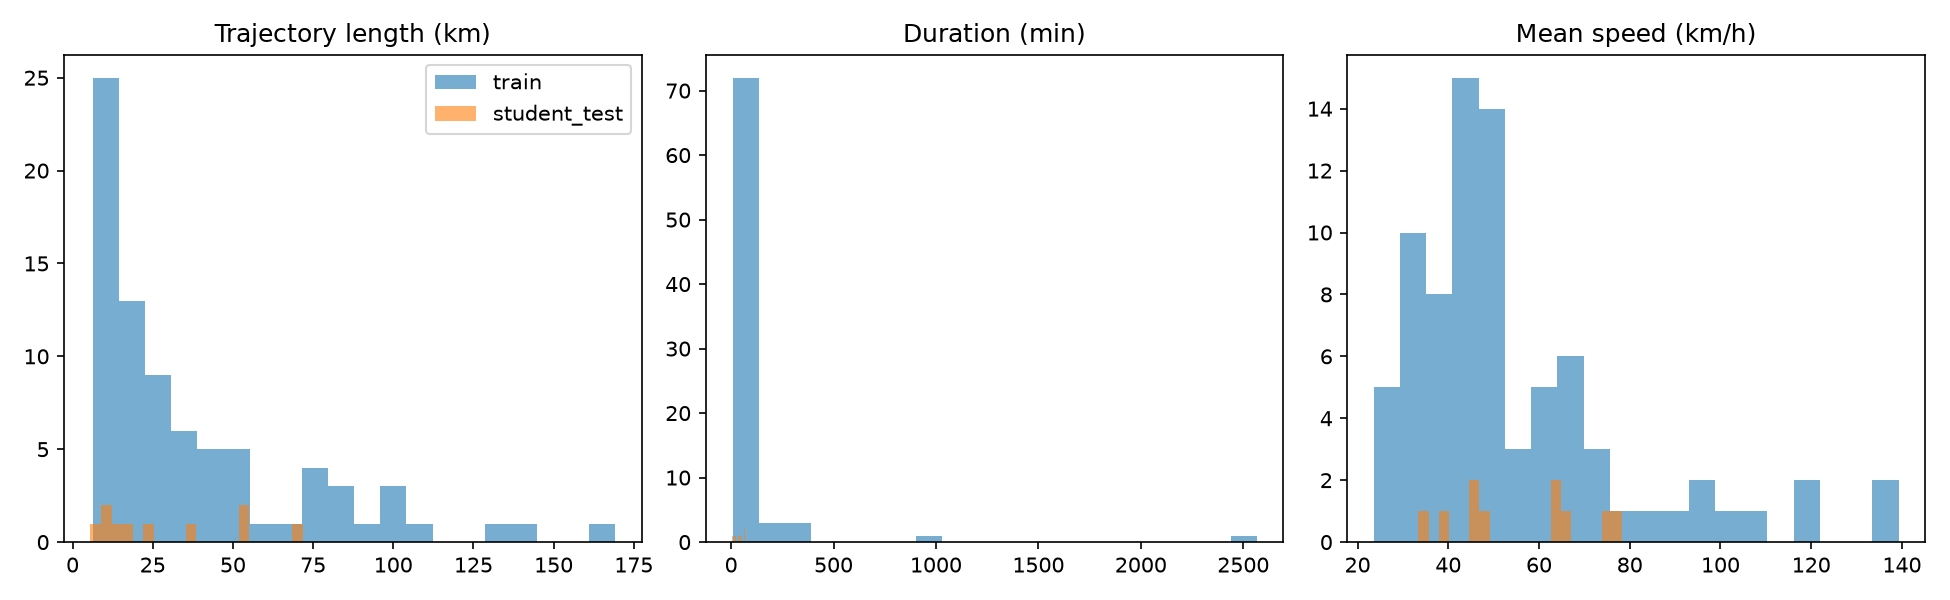 Trajectory length (km)
train
student_test
25
20
15
10
5
0
0 25 50 75 100 125 150 175
Duration (min)
70
60
50
40
30
20
10
0
0 500 1000 1500 2000 2500
Mean speed (km/h)
14
12
10
8
6
4
2
0
20 40 60 80 100 120 140